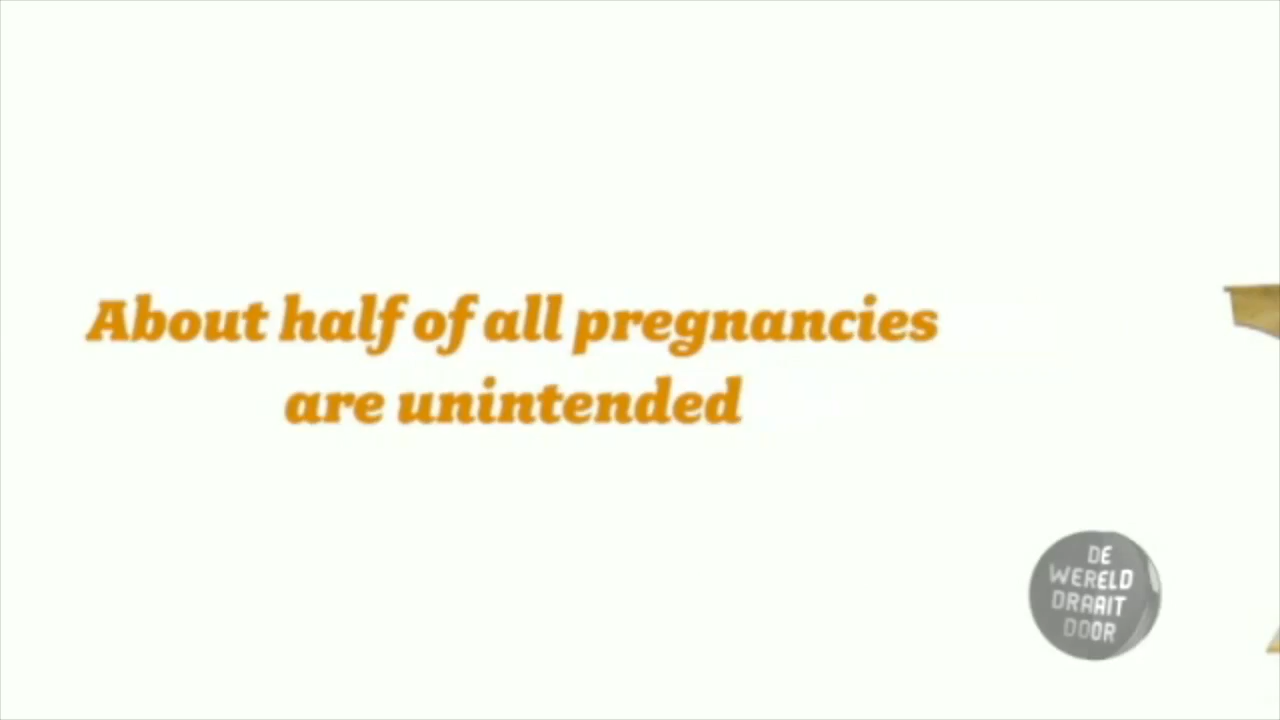 About half of all pregnancies
are unintended
DE
WERELD
DRAAIT
DOOR